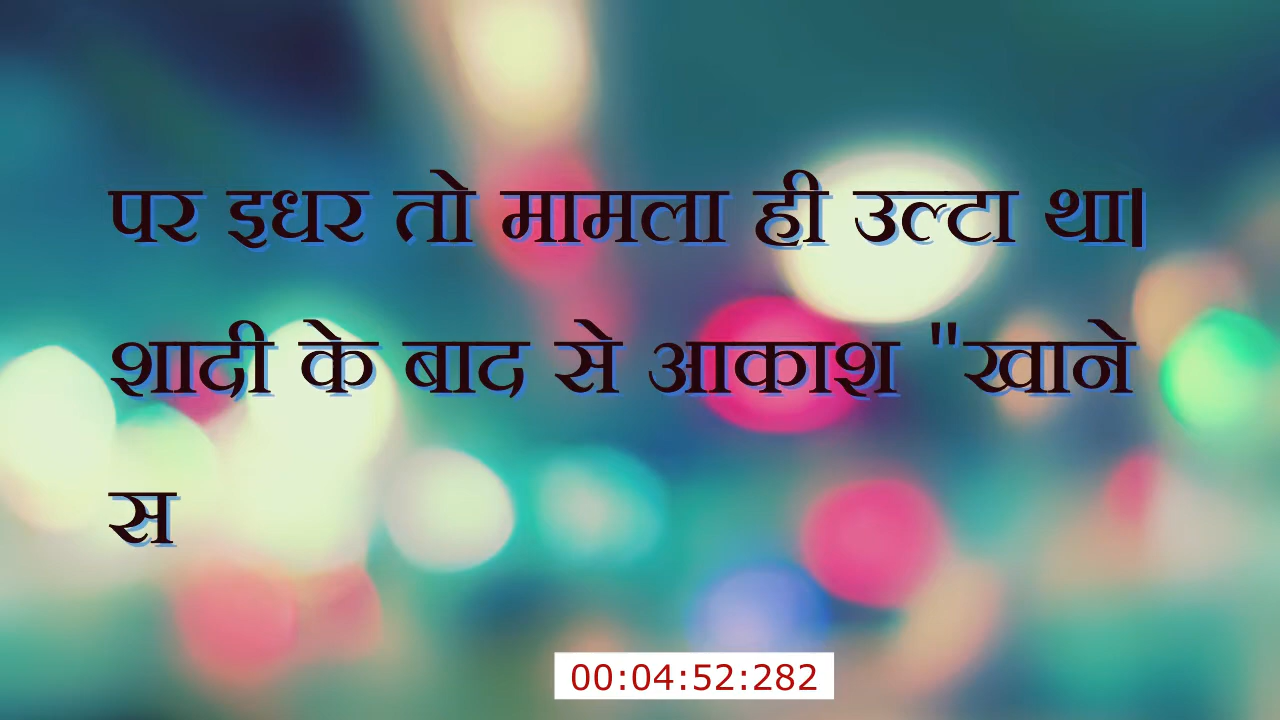 पर इधर तो मामला ही उल्टा था।
शादी के बाद से आकाश "खाने
स
00:04:52:282